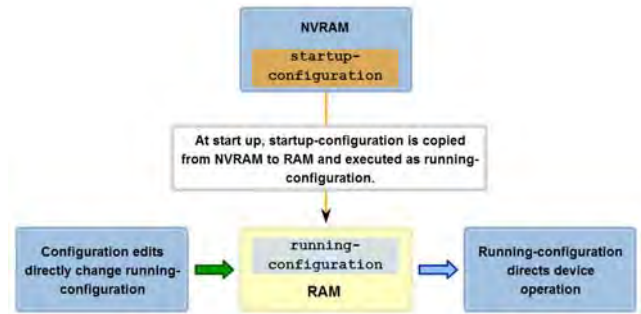 NVRAM
startup-
configuration
At start up, startup-configuration is copied
from NVRAM to RAM and executed as running-
configuration.
Configuration edits
directly change running-
configuration
running-
configuration
RAM
Running-configuration
directs device
operation